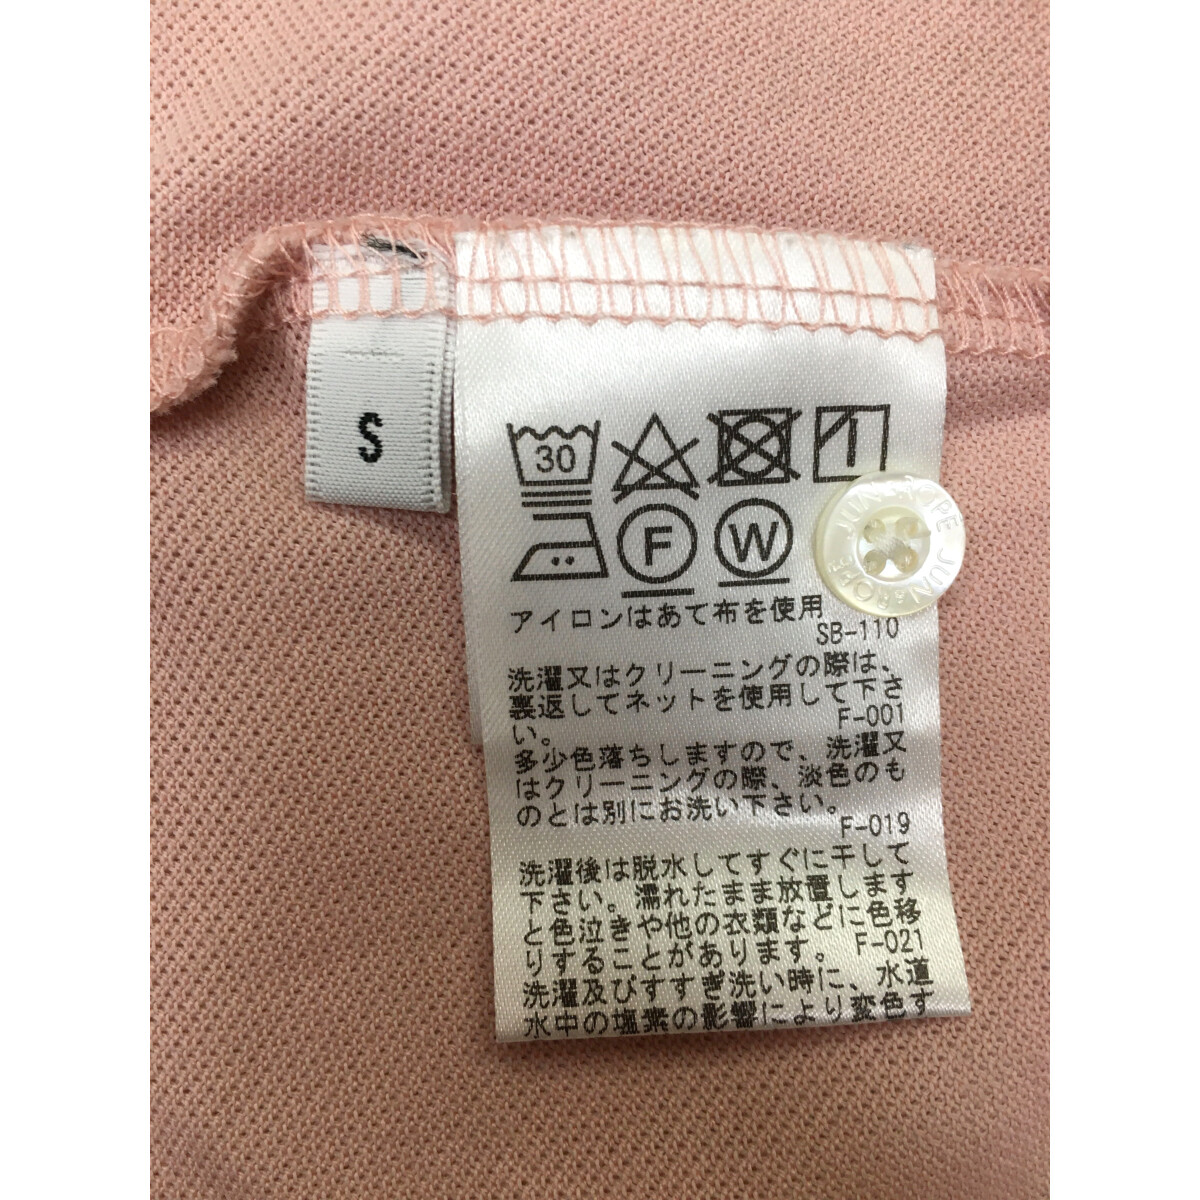 S
30
F
W
アイロンはあて布を使用
SB-110
洗濯又はクリーニングの際は、
裏返してネットを使用して下さ
い。
F-001
多少色落ちしますので、洗濯又
はクリーニングの際、淡色のも
のとは別にお洗い下さい。
F-019
洗濯後は脱水してすぐに干して
下さい。濡れたまま放置します
と色泣きや他の衣類などに色移
りすることがあります。
F-021
洗濯及びすすぎ洗い時に、水道
水中の塩素の影響により変色す
ROPÉ JUN&ROPÉ